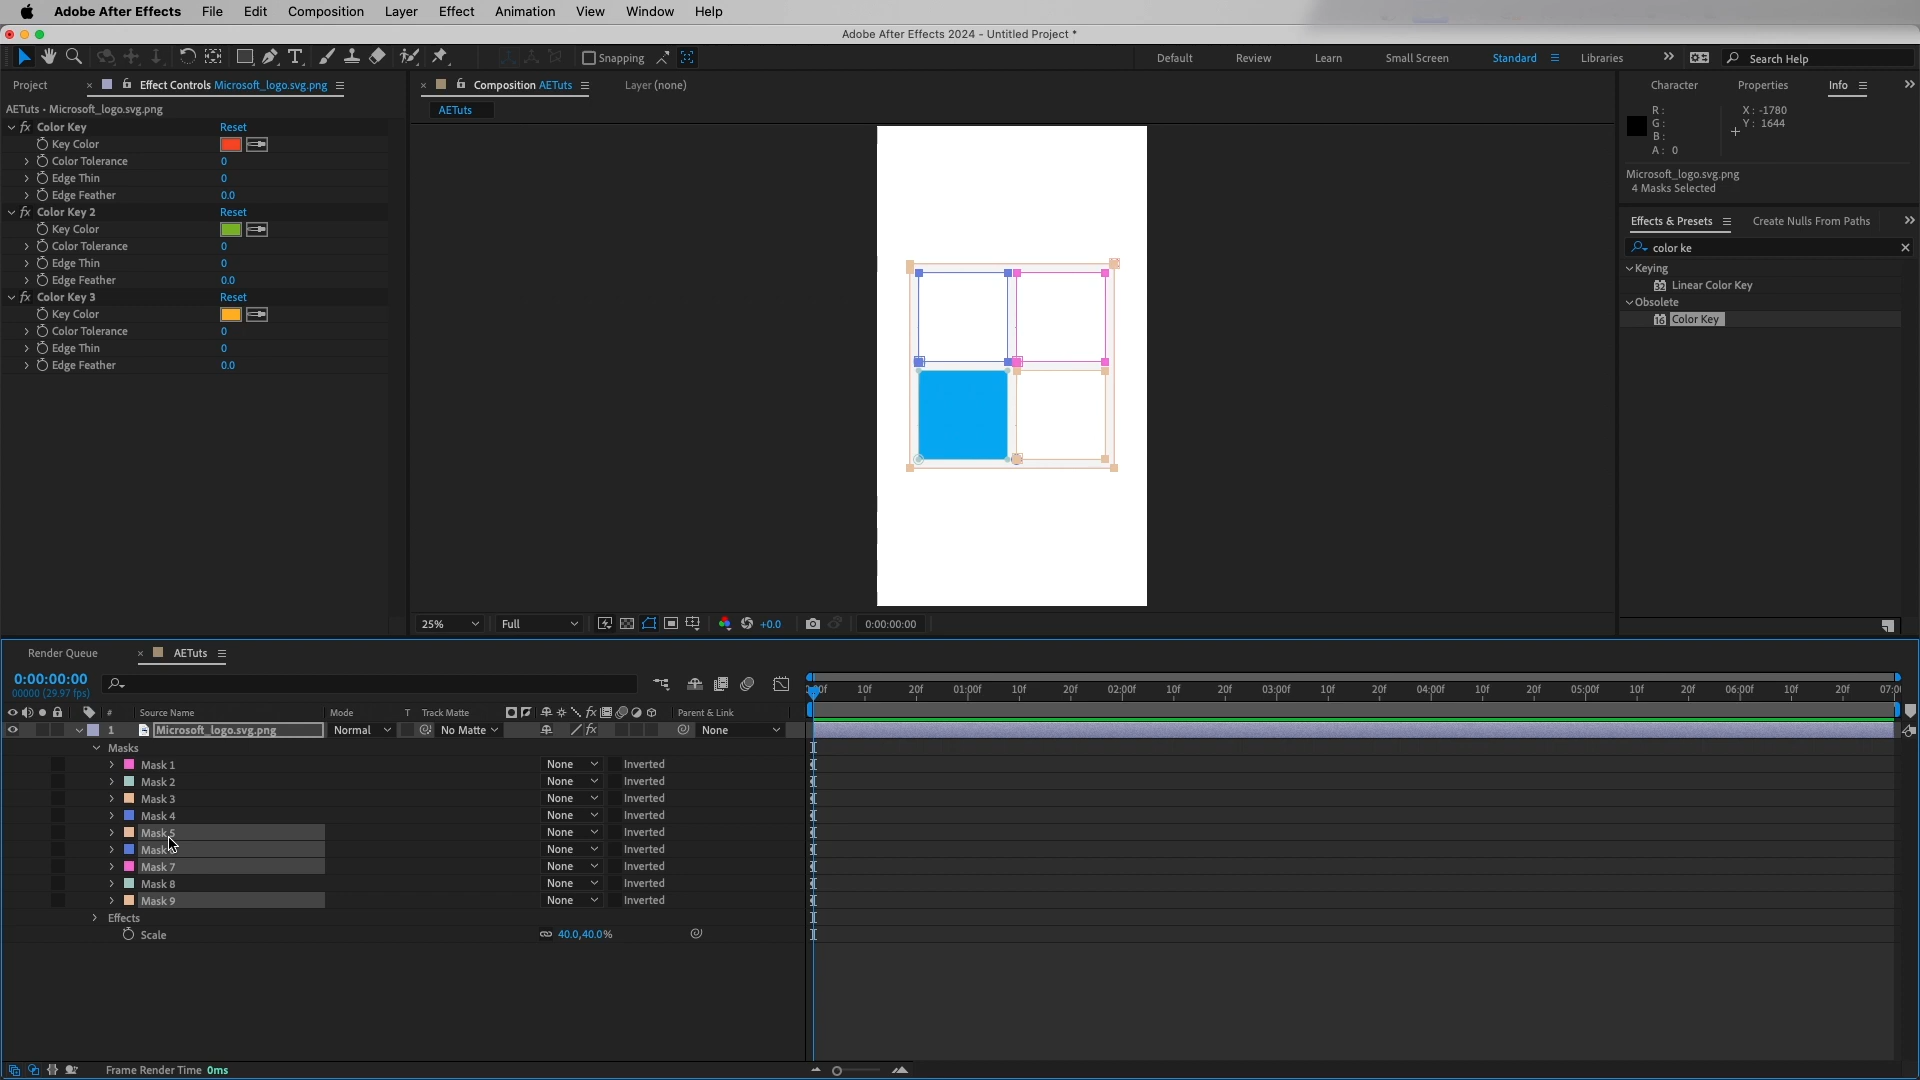 Adobe After Effects File Edit Composition Layer Effect Animation View Window Help
Adobe After Effects 2024 - Untitled Project *
Snapping
Default Review Learn Small Screen Standard Libraries Search Help
Project × Effect Controls Microsoft_logo.svg.png
AETuts • Microsoft_logo.svg.png
fx Color Key Reset
Key Color
Color Tolerance 0
Edge Thin 0
Edge Feather 0.0
fx Color Key 2 Reset
Key Color
Color Tolerance 0
Edge Thin 0
Edge Feather 0.0
fx Color Key 3 Reset
Key Color
Color Tolerance 0
Edge Thin 0
Edge Feather 0.0
× Composition AETuts Layer (none)
AETuts
25% Full +0.0 0:00:00:00
Character Properties Info
R: X: -1780
G: Y: 1644
B:
A: 0
Microsoft_logo.svg.png
4 Masks Selected
Effects & Presets Create Nulls From Paths
color ke
Keying
32 Linear Color Key
Obsolete
16 Color Key
Render Queue × AETuts
0:00:00:00
00000 (29.97 fps)
:00f 10f 20f 01:00f 10f 20f 02:00f 10f 20f 03:00f 10f 20f 04:00f 10f 20f 05:00f 10f 20f 06:00f 10f 20f 07:0
# Source Name Mode T Track Matte fx Parent & Link
1 Microsoft_logo.svg.png Normal No Matte fx None
Masks
Mask 1 None Inverted
Mask 2 None Inverted
Mask 3 None Inverted
Mask 4 None Inverted
Mask 5 None Inverted
Mask None Inverted
Mask 7 None Inverted
Mask 8 None Inverted
Mask 9 None Inverted
Effects
Scale 40.0,40.0%
Frame Render Time 0ms